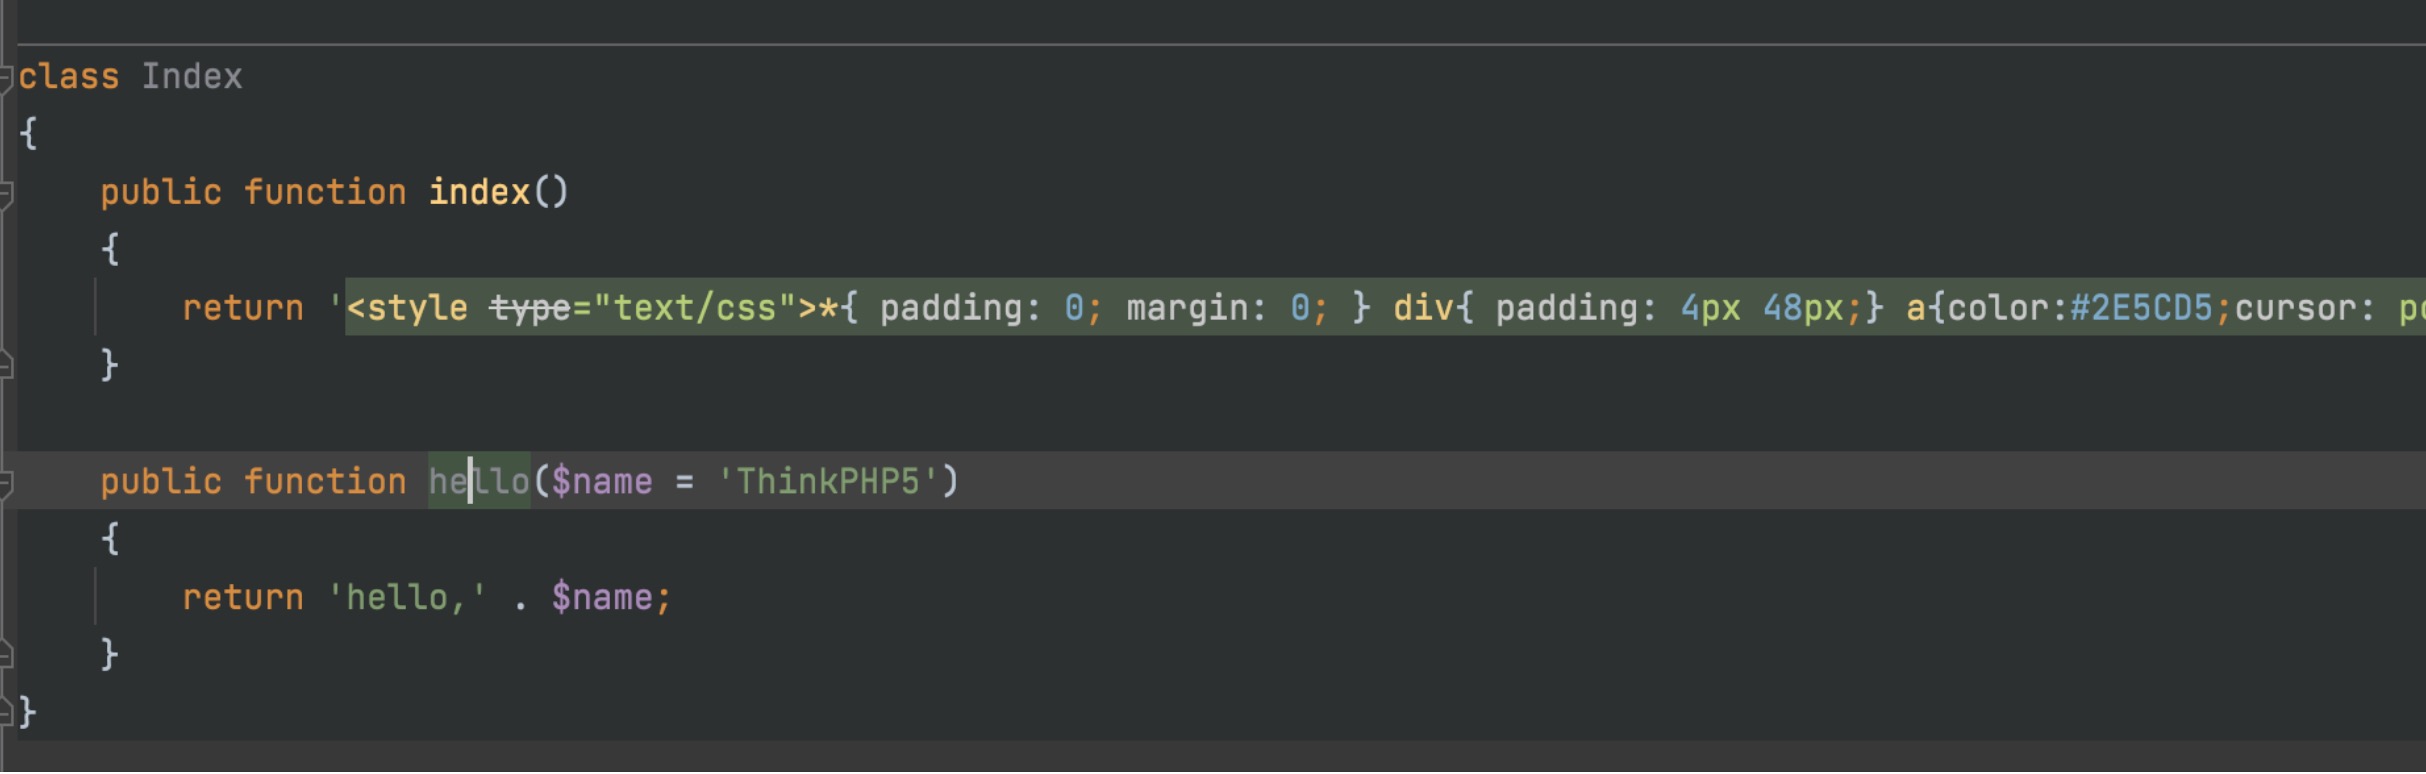 class Index
{
    public function index()
    {
        return '<style type="text/css">*{ padding: 0; margin: 0; } div{ padding: 4px 48px;} a{color:#2E5CD5;cursor:
    }
    public function hello($name = 'ThinkPHP5')
    {
        return 'hello,' . $name;
    }
}